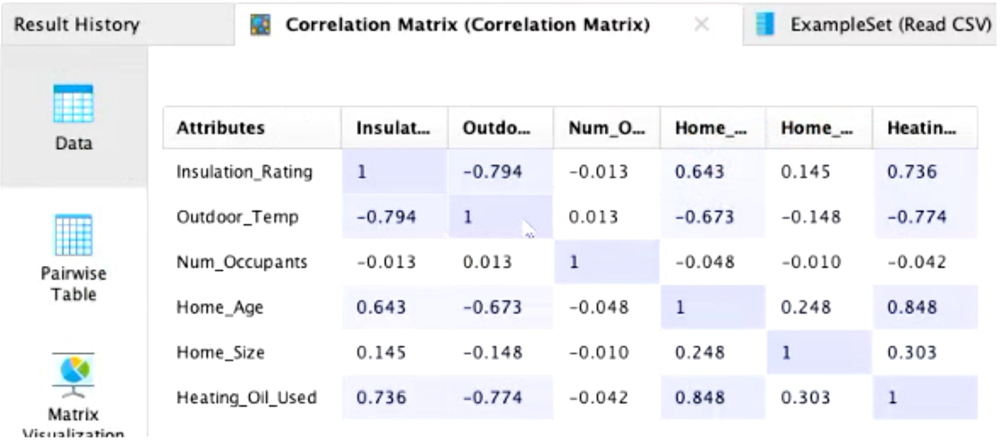 Result History
Correlation Matrix (Correlation Matrix)
ExampleSet (Read CSV)
Data
Pairwise
Table
Matrix
Visualization
Attributes Insulat... Outdo... Num_O... Home_... Home_... Heatin...
Insulation_Rating 1 -0.794 -0.013 0.643 0.145 0.736
Outdoor_Temp -0.794 1 0.013 -0.673 -0.148 -0.774
Num_Occupants -0.013 0.013 1 -0.048 -0.010 -0.042
Home_Age 0.643 -0.673 -0.048 1 0.248 0.848
Home_Size 0.145 -0.148 -0.010 0.248 1 0.303
Heating_Oil_Used 0.736 -0.774 -0.042 0.848 0.303 1